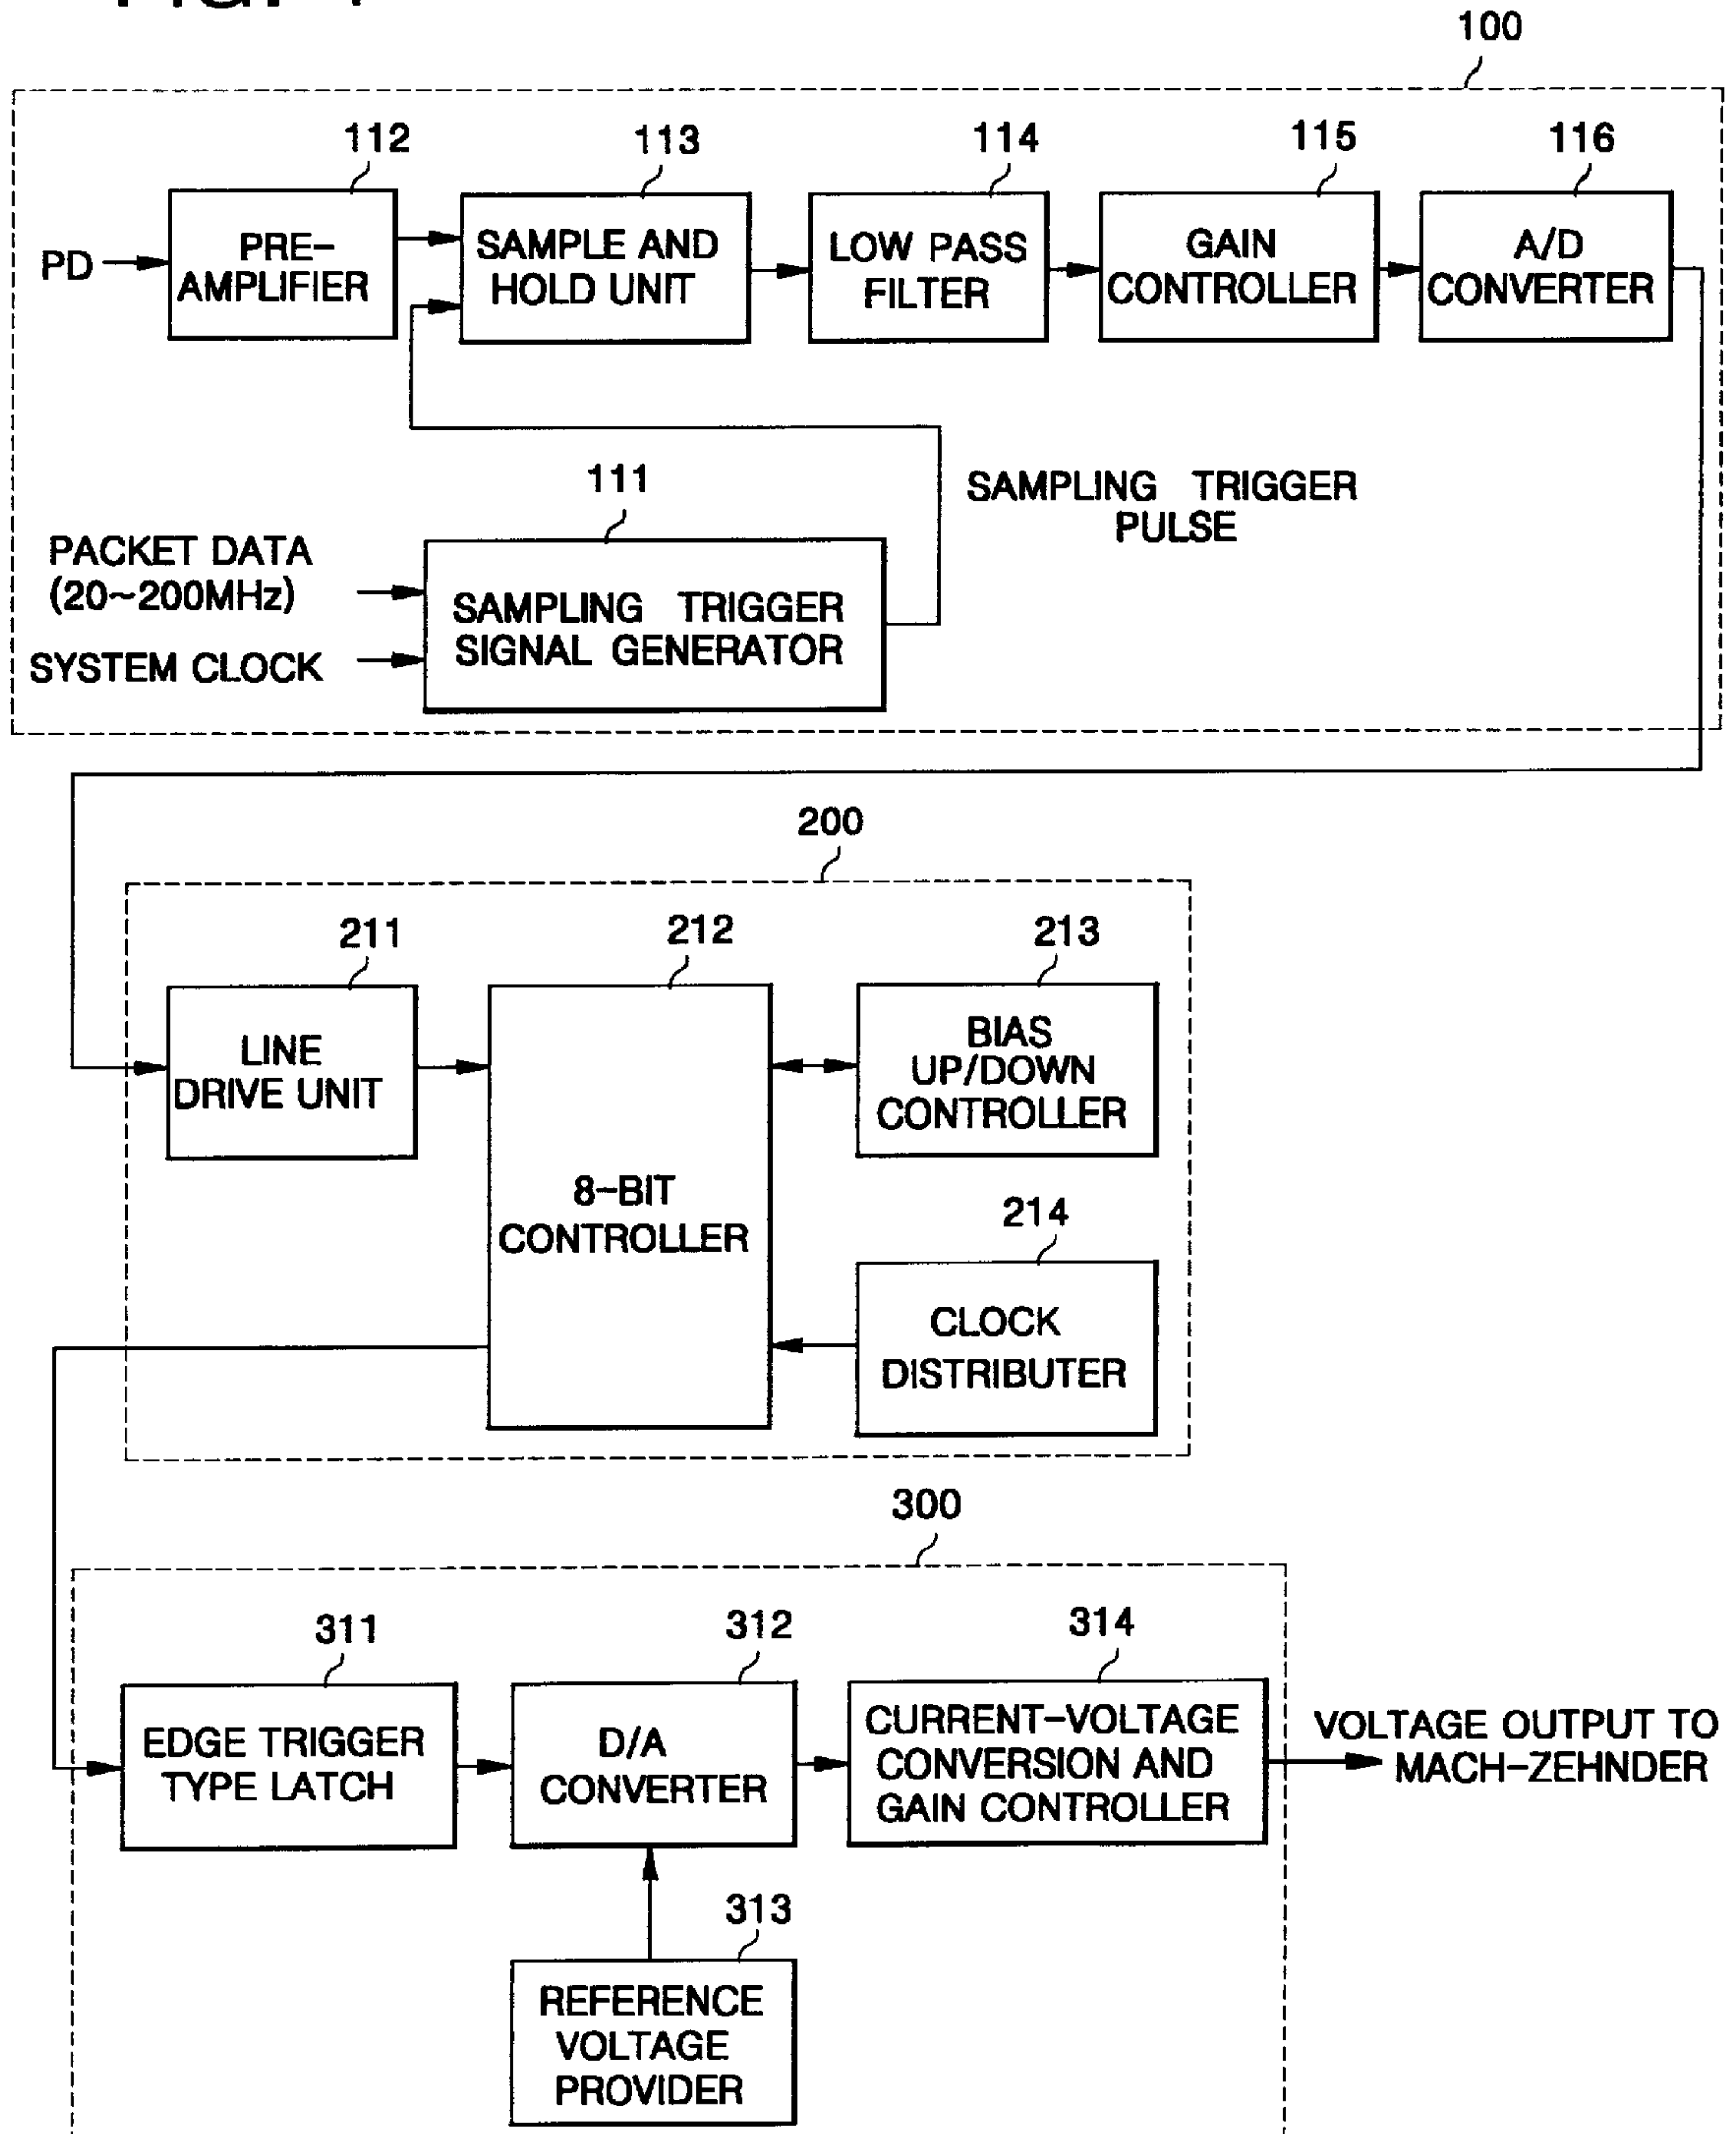 100
112
113
114
115
116
PD
PRE-
AMPLIFIER
SAMPLE AND
HOLD UNIT
LOW PASS
FILTER
GAIN
CONTROLLER
A/D
CONVERTER
111
SAMPLING TRIGGER
PULSE
PACKET DATA
(20~200MHz)
SYSTEM CLOCK
SAMPLING TRIGGER
SIGNAL GENERATOR
200
211
212
213
LINE
DRIVE UNIT
8-BIT
CONTROLLER
BIAS
UP/DOWN
CONTROLLER
214
CLOCK
DISTRIBUTER
300
311
312
314
EDGE TRIGGER
TYPE LATCH
D/A
CONVERTER
CURRENT-VOLTAGE
CONVERSION AND
GAIN CONTROLLER
VOLTAGE OUTPUT TO
MACH-ZEHNDER
313
REFERENCE
VOLTAGE
PROVIDER